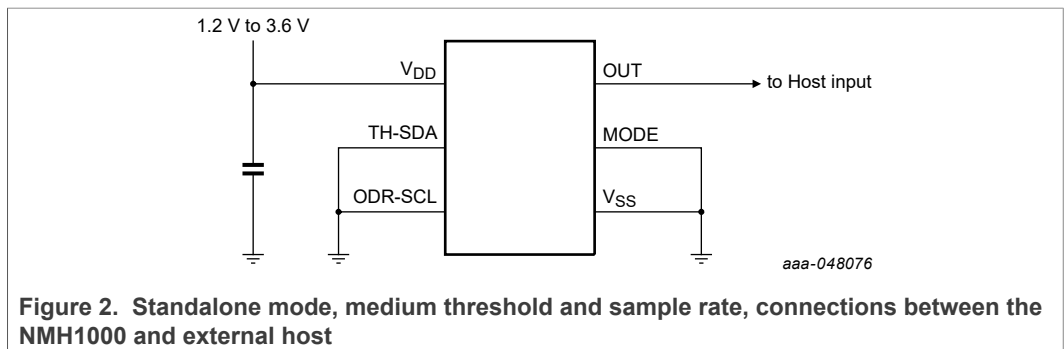 1.2 V to 3.6 V
VDD
OUT
to Host input
TH-SDA
MODE
ODR-SCL
VSS
aaa-048076
Figure 2. Standalone mode, medium threshold and sample rate, connections between the
NMH1000 and external host